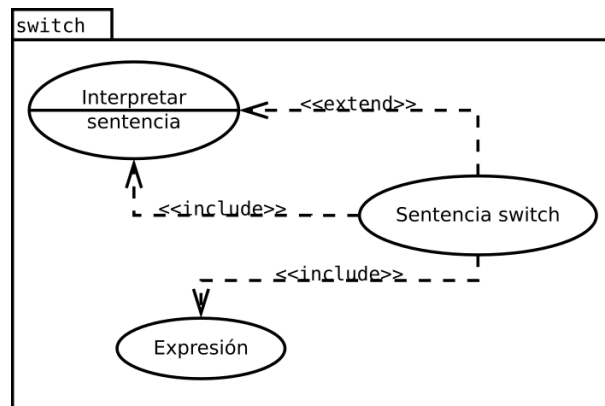 switch
Interpretar
sentencia
<<extend>>
<<include>>
Sentencia switch
<<include>>
Expresión